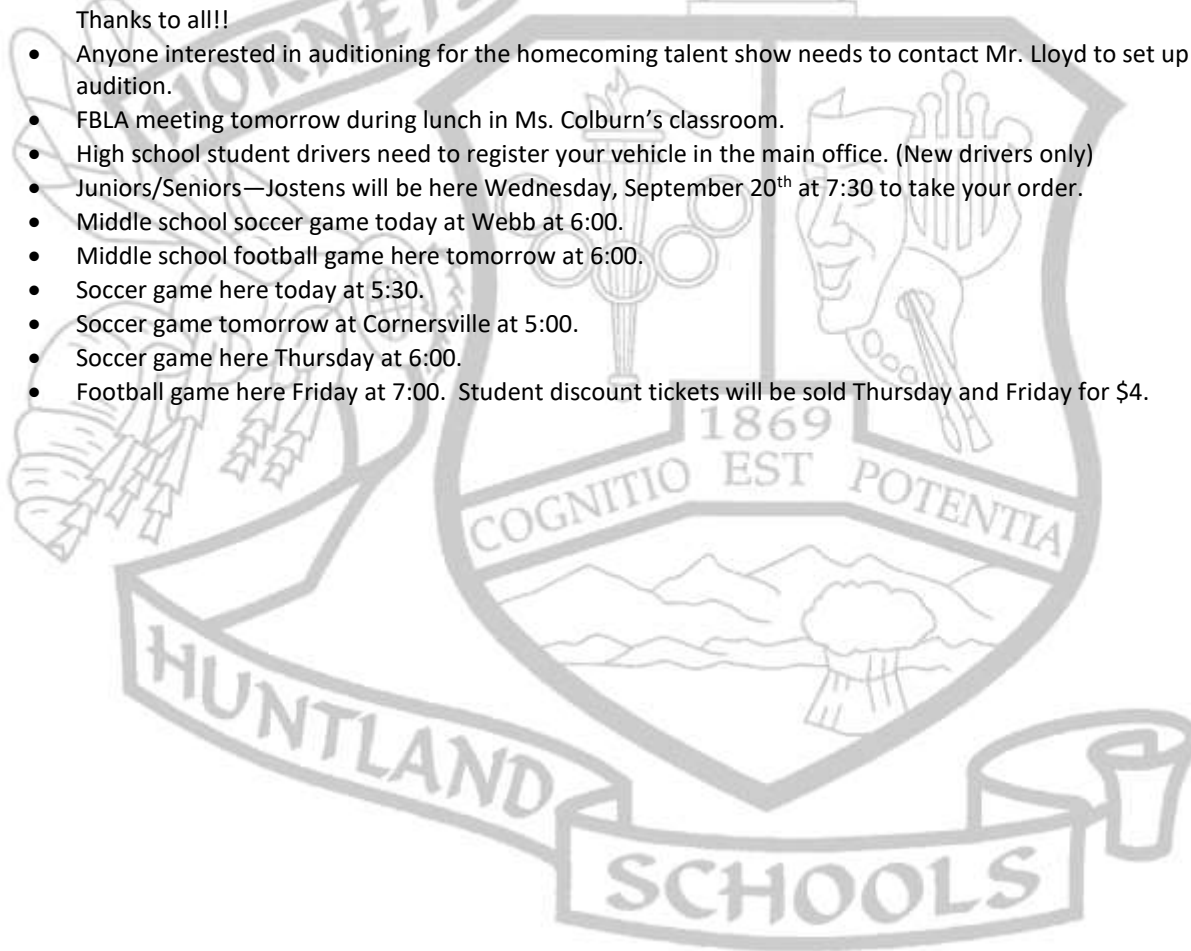 Thanks to all!!
• Anyone interested in auditioning for the homecoming talent show needs to contact Mr. Lloyd to set up
audition.
• FBLA meeting tomorrow during lunch in Ms. Colburn’s classroom.
• High school student drivers need to register your vehicle in the main office. (New drivers only)
• Juniors/Seniors—Jostens will be here Wednesday, September 20th at 7:30 to take your order.
• Middle school soccer game today at Webb at 6:00.
• Middle school football game here tomorrow at 6:00.
• Soccer game here today at 5:30.
• Soccer game tomorrow at Cornersville at 5:00.
• Soccer game here Thursday at 6:00.
• Football game here Friday at 7:00.  Student discount tickets will be sold Thursday and Friday for $4.
HORNETS
1869
COGNITIO EST POTENTIA
HUNTLAND
SCHOOLS